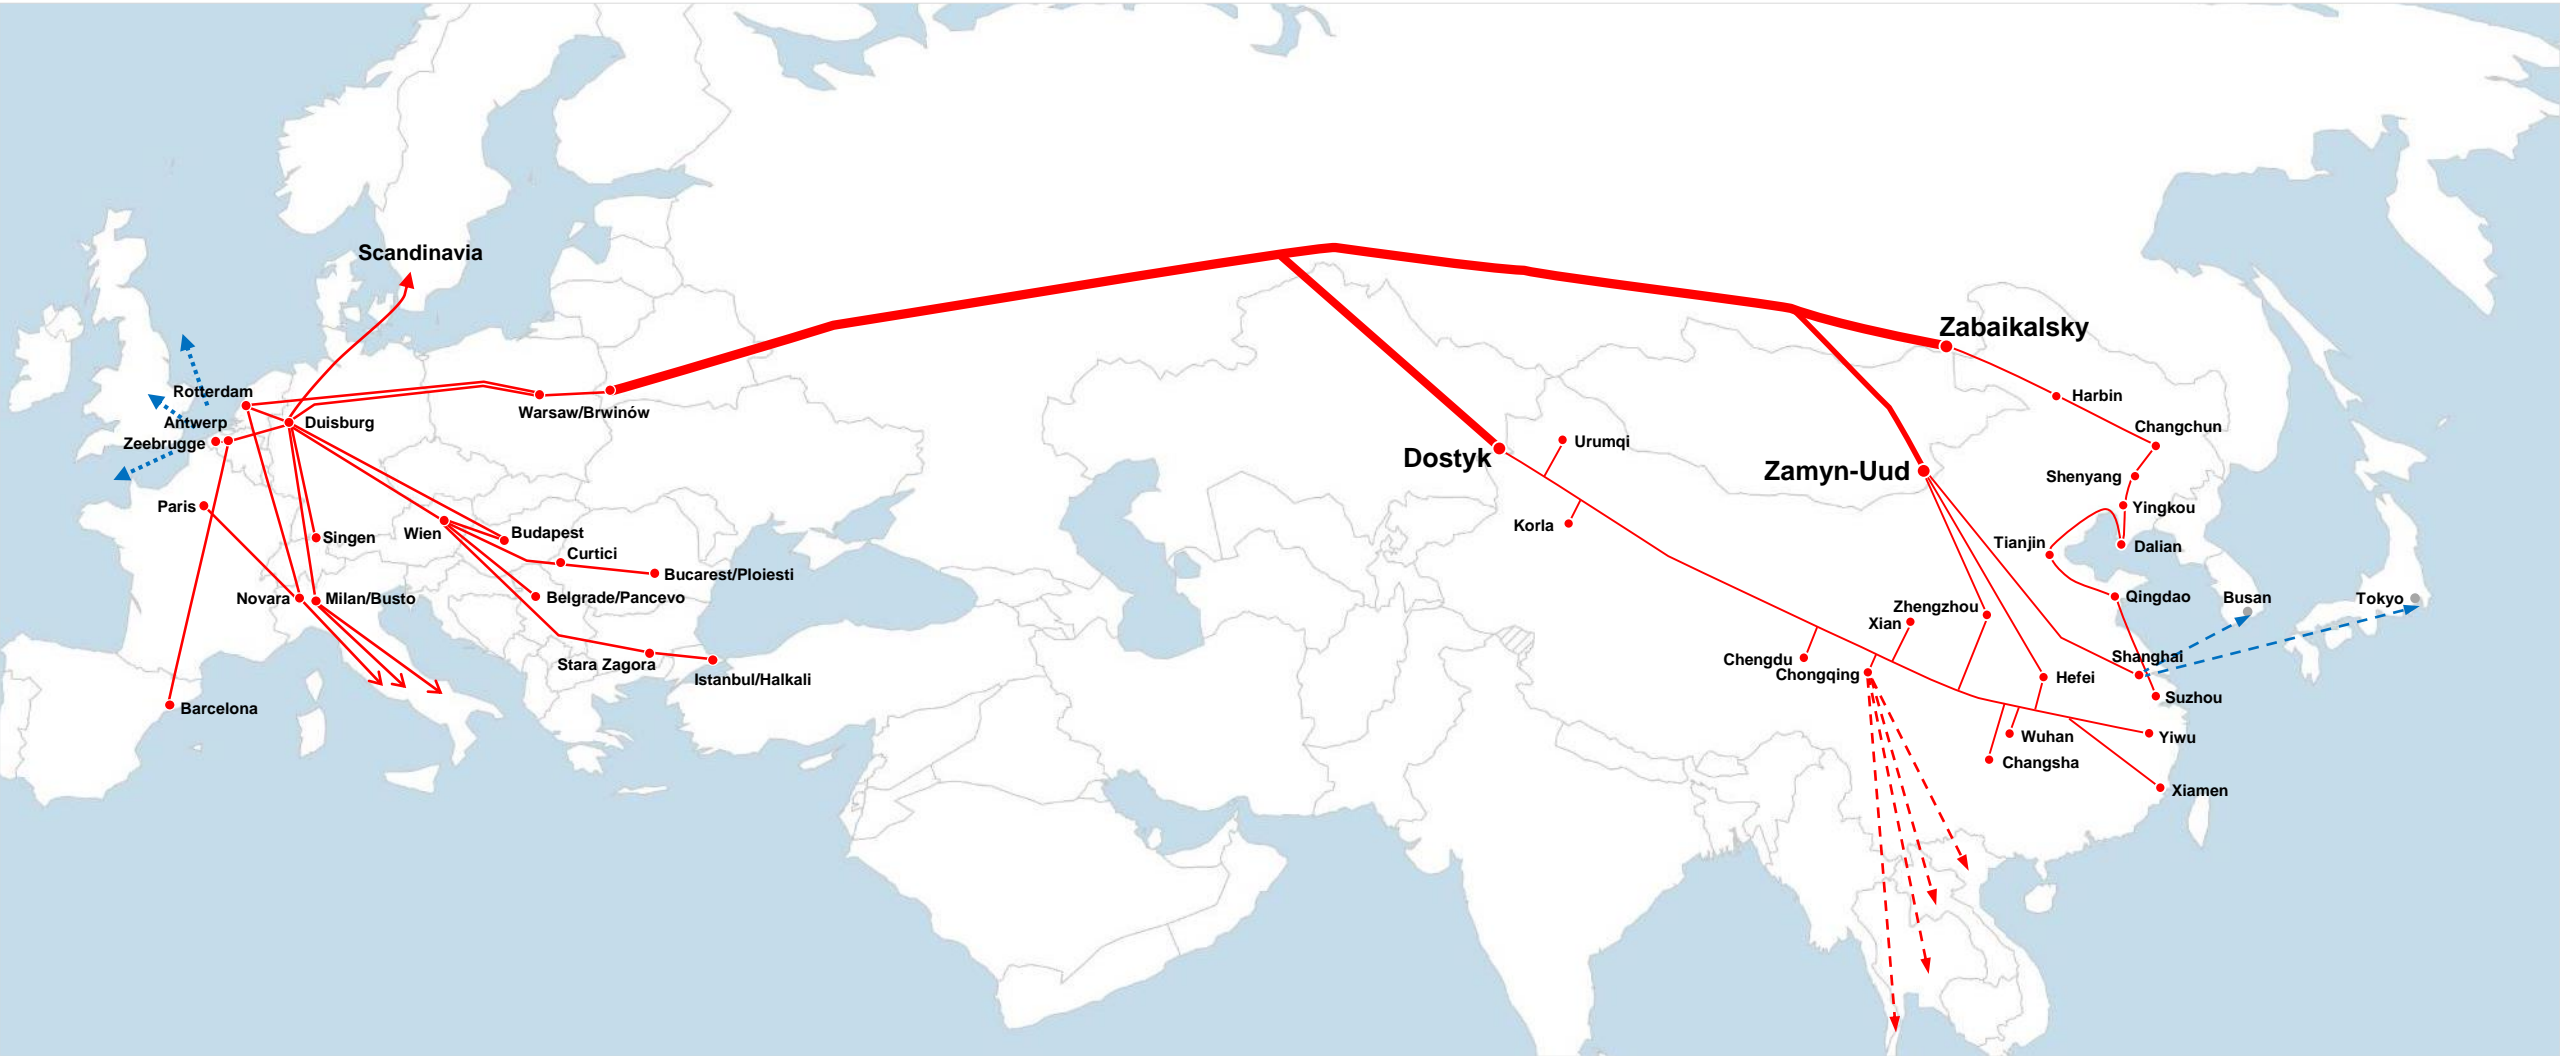 Scandinavia
Zabaikalsky
Rotterdam
Harbin
Warsaw/Brwinów
Antwerp
Duisburg
Changchun
Zeebrugge
Urumqi
Dostyk
Zamyn-Uud
Shenyang
Paris
Yingkou
Korla
Wien
Budapest
Singen
Tianjin
Dalian
Curtici
Bucarest/Ploiesti
Novara
Milan/Busto
Belgrade/Pancevo
Zhengzhou
Qingdao
Busan
Tokyo
Xian
Stara Zagora
Shanghai
Chengdu
Chongqing
Istanbul/Halkali
Hefei
Suzhou
Barcelona
Wuhan
Yiwu
Changsha
Xiamen